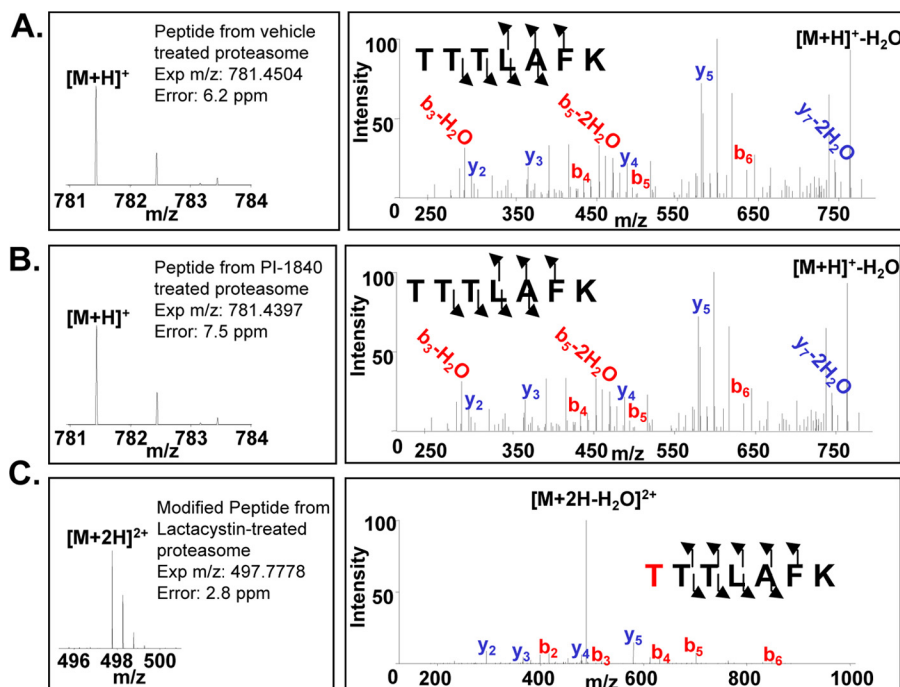 A.
Peptide from vehicle
treated proteasome
Exp m/z: 781.4504
Error: 6.2 ppm
[M+H]+
781 782 783 784
m/z
[M+H]+-H2O
100
50
Intensity
T T T L A F K
b3-H2O
y2
y3
b5-2H2O
b4
y4
b5
y5
b6
y7-2H2O
0 250 350 450 550 650 750
m/z
B.
Peptide from PI-1840
treated proteasome
Exp m/z: 781.4397
Error: 7.5 ppm
[M+H]+
781 782 783 784
m/z
[M+H]+-H2O
100
50
Intensity
T T T L A F K
b3-H2O
y2
y3
b5-2H2O
b4
y4
b5
y5
b6
y7-2H2O
0 250 350 450 550 650 750
m/z
C.
Modified Peptide from
Lactacystin-treated
proteasome
Exp m/z: 497.7778
Error: 2.8 ppm
[M+2H]2+
496 498 500
m/z
[M+2H-H2O]2+
100
50
Intensity
T T T L A F K
y2
y3
b2
y4
b3
y5
b4
b5
b6
0 200 400 600 800 1000
m/z